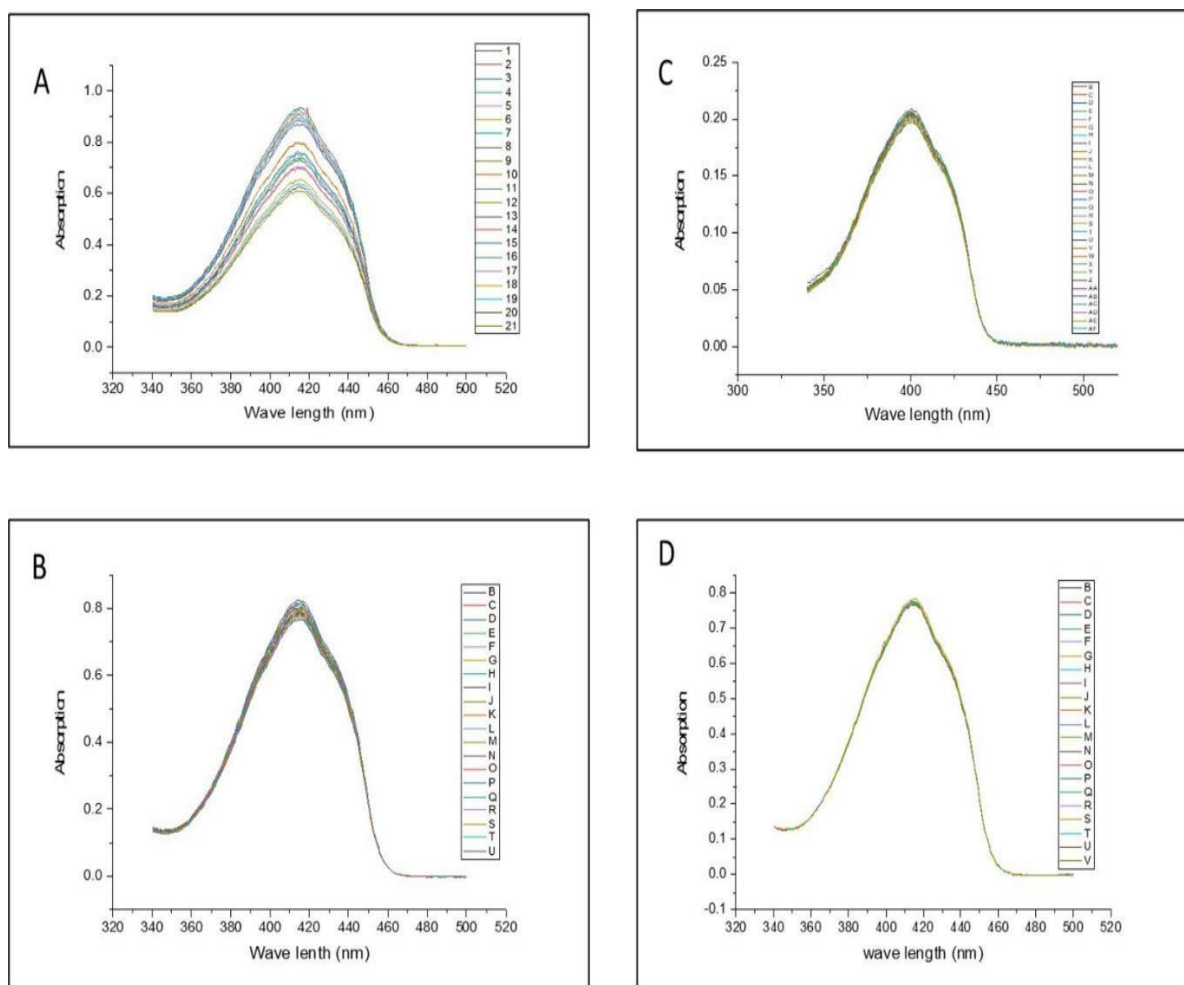 A
Absorption
1.0
0.8
0.6
0.4
0.2
0.0
320 340 360 380 400 420 440 460 480 500 520
Wave length (nm)
1
2
3
4
5
6
7
8
9
10
11
12
13
14
15
16
17
18
19
20
21
C
Absorption
0.25
0.20
0.15
0.10
0.05
0.00
300 350 400 450 500
Wave length (nm)
B
C
D
E
F
G
H
I
J
K
L
M
N
O
P
Q
R
S
T
U
V
W
X
Y
Z
AA
AB
AC
AD
AE
AF
B
Absorption
0.8
0.6
0.4
0.2
0.0
320 340 360 380 400 420 440 460 480 500 520
Wave lenth (nm)
B
C
D
E
F
G
H
I
J
K
L
M
N
O
P
Q
R
S
T
U
D
Absorption
0.8
0.7
0.6
0.5
0.4
0.3
0.2
0.1
0.0
-0.1
320 340 360 380 400 420 440 460 480 500 520
wave length (nm)
B
C
D
E
F
G
H
I
J
K
L
M
N
O
P
Q
R
S
T
U
V